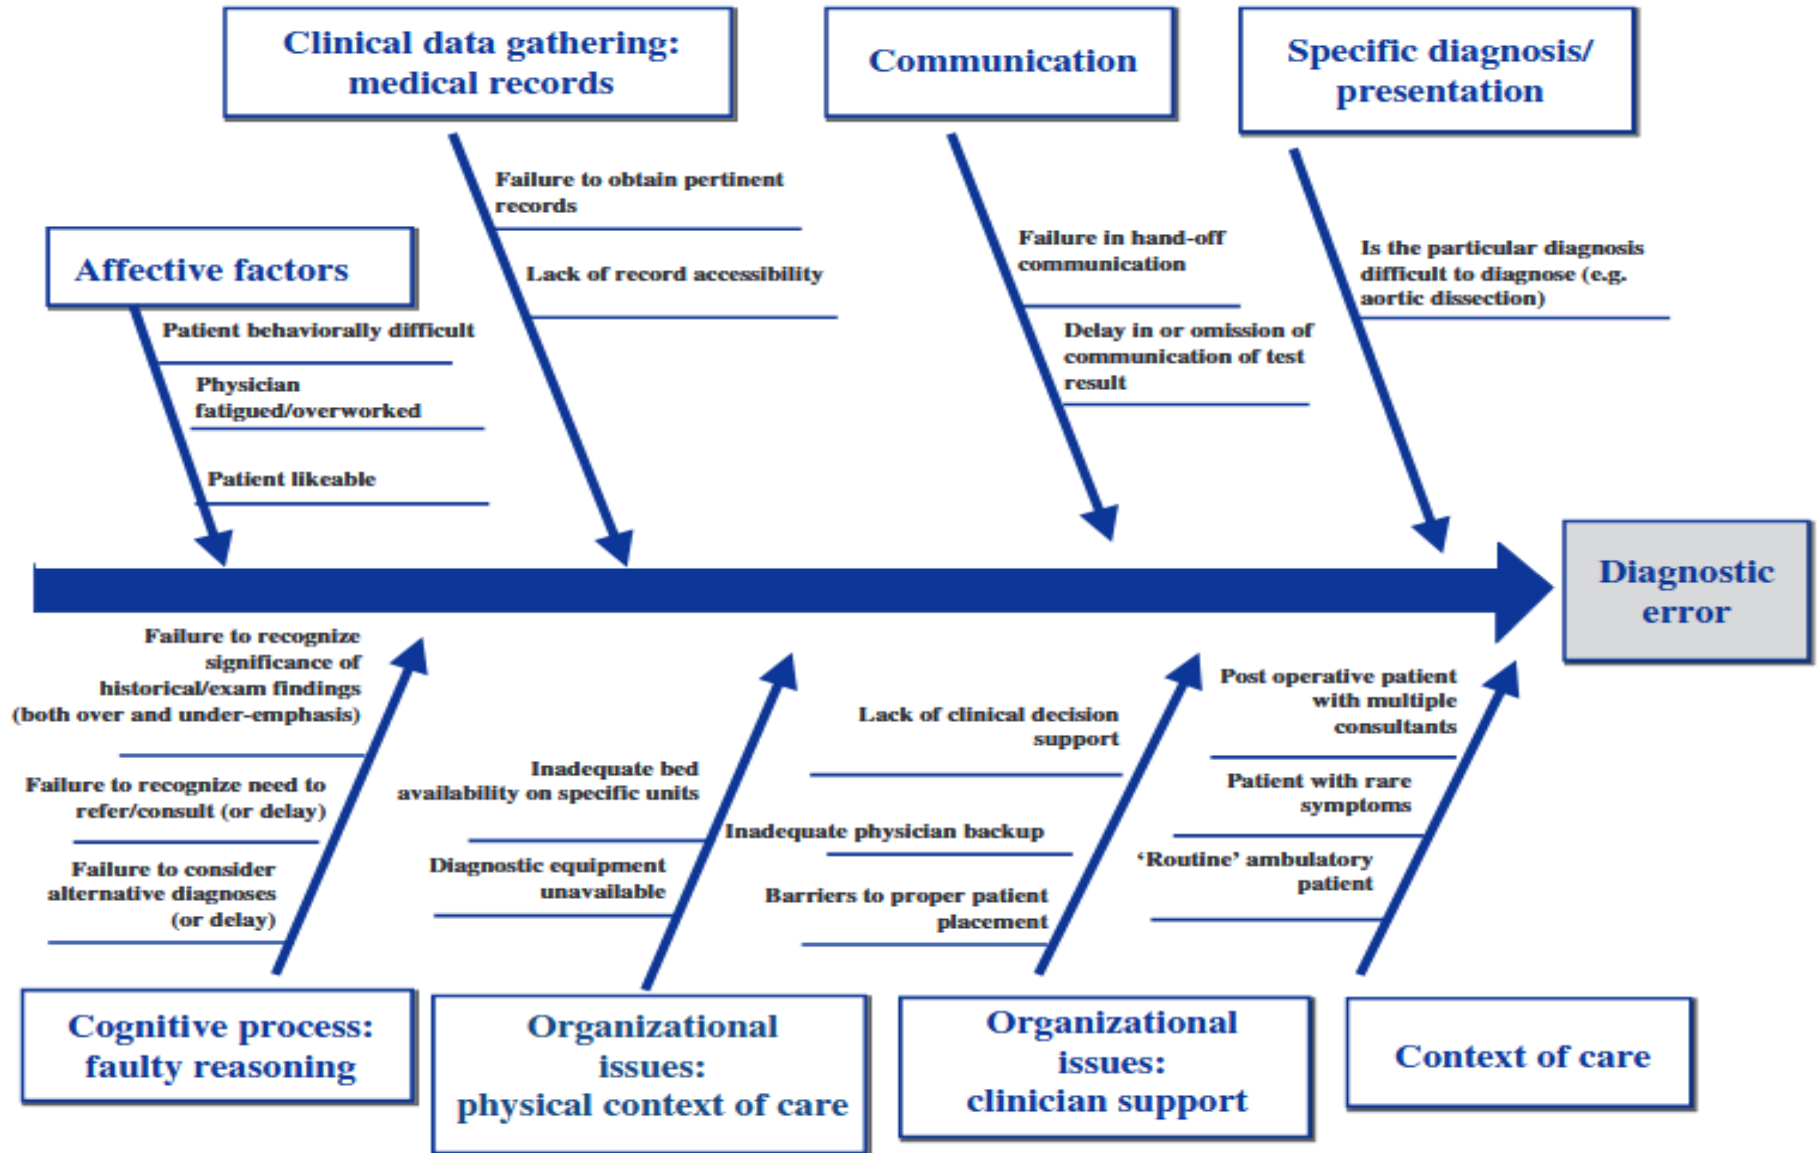 Clinical data gathering:
medical records
Communication
Specific diagnosis/
presentation
Failure to obtain pertinent
records
Lack of record accessibility
Failure in hand-off
communication
Delay in or omission of
communication of test
result
Is the particular diagnosis
difficult to diagnose (e.g.
aortic dissection)
Affective factors
Patient behaviorally difficult
Physician
fatigued/overworked
Patient likeable
Diagnostic
error
Failure to recognize
significance of
historical/exam findings
(both over and under-emphasis)
Failure to recognize need to
refer/consult (or delay)
Failure to consider
alternative diagnoses
(or delay)
Inadequate bed
availability on specific units
Diagnostic equipment
unavailable
Lack of clinical decision
support
Inadequate physician backup
Barriers to proper patient
placement
Post operative patient
with multiple
consultants
Patient with rare
symptoms
‘Routine’ ambulatory
patient
Cognitive process:
faulty reasoning
Organizational
issues:
physical context of care
Organizational
issues:
clinician support
Context of care